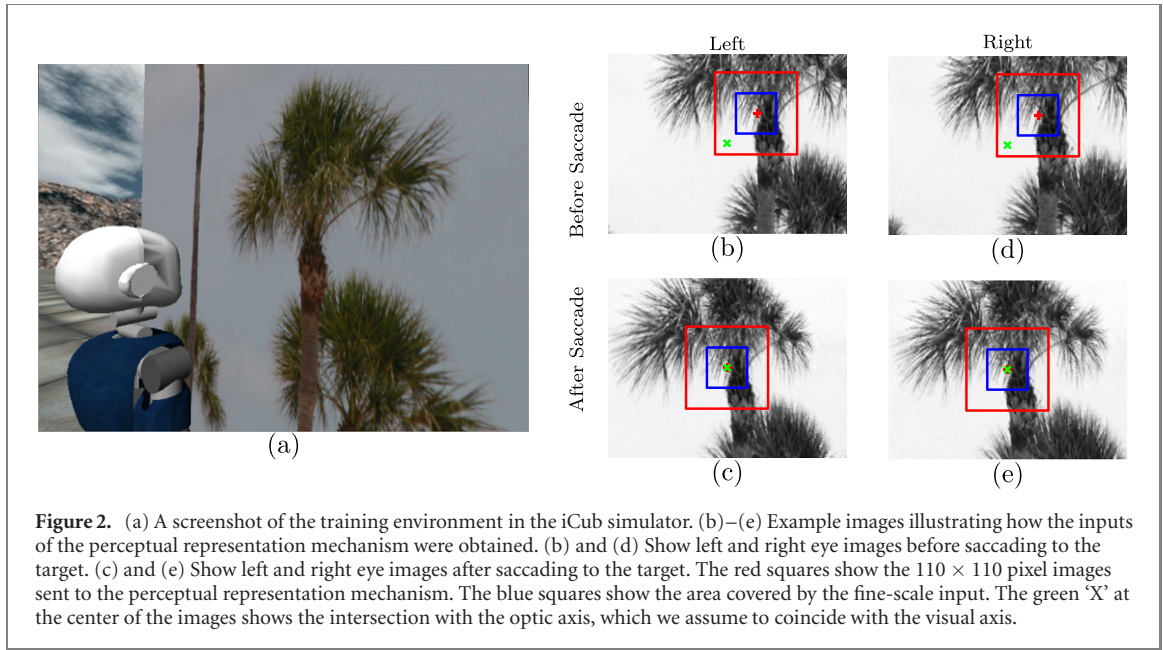 Left
Right
Before Saccade
(b)
(d)
After Saccade
(a)
(c)
(e)
Figure 2. (a) A screenshot of the training environment in the iCub simulator. (b)–(e) Example images illustrating how the inputs
of the perceptual representation mechanism were obtained. (b) and (d) Show left and right eye images before saccading to the
target. (c) and (e) Show left and right eye images after saccading to the target. The red squares show the 110 × 110 pixel images
sent to the perceptual representation mechanism. The blue squares show the area covered by the fine-scale input. The green ‘X’ at
the center of the images shows the intersection with the optic axis, which we assume to coincide with the visual axis.